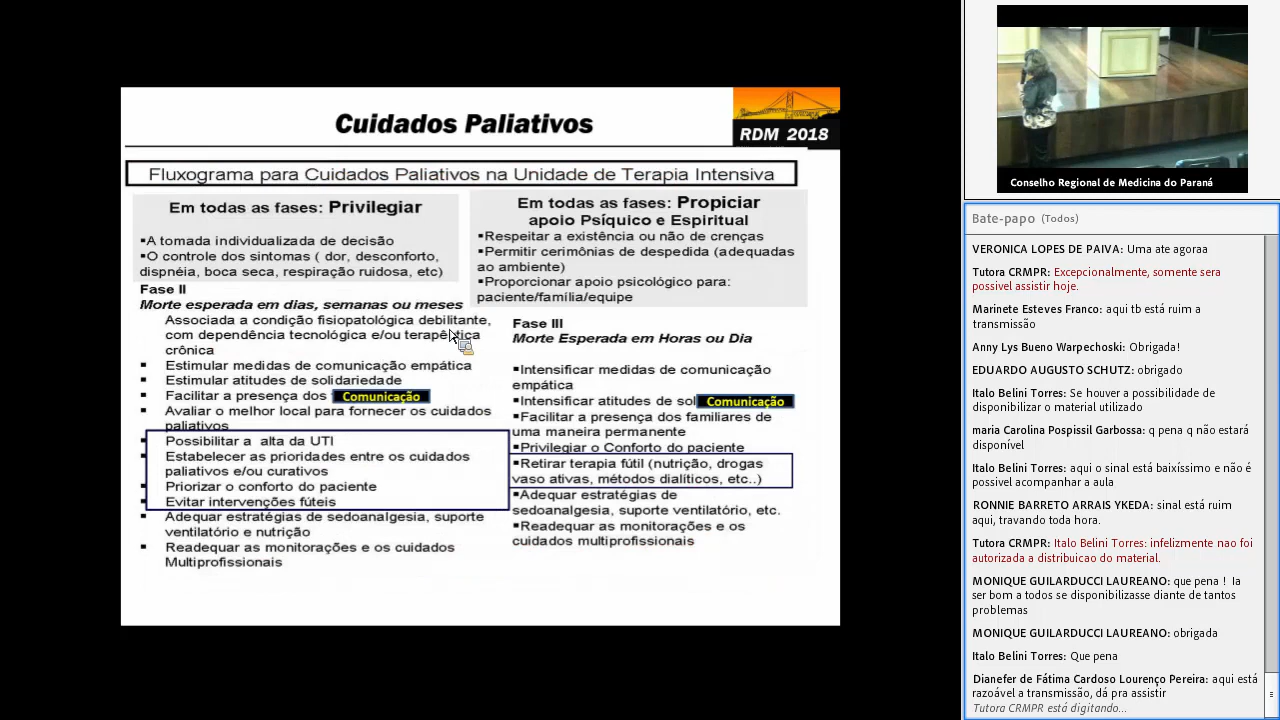 Cuidados Paliativos
RDM 2018
Fluxograma para Cuidados Paliativos na Unidade de Terapia Intensiva
Em todas as fases: Privilegiar
▪A tomada individualizada de decisão
▪O controle dos sintomas ( dor, desconforto,
dispnéia, boca seca, respiração ruidosa, etc)
Em todas as fases: Propiciar
apoio Psíquico e Espiritual
▪Respeitar a existência ou não de crenças
▪Permitir cerimônias de despedida (adequadas
ao ambiente)
▪Proporcionar apoio psicológico para:
paciente/família/equipe
Fase II
Morte esperada em dias, semanas ou meses
Associada a condição fisiopatológica debilitante,
com dependência tecnológica e/ou terapêutica
crônica
▪ Estimular medidas de comunicação empática
▪ Estimular atitudes de solidariedade
▪ Facilitar a presença dos Comunicação
▪ Avaliar o melhor local para fornecer os cuidados
paliativos
▪ Possibilitar a alta da UTI
▪ Estabelecer as prioridades entre os cuidados
paliativos e/ou curativos
▪ Priorizar o conforto do paciente
▪ Evitar intervenções fúteis
▪ Adequar estratégias de sedoanalgesia, suporte
ventilatório e nutrição
▪ Readequar as monitorações e os cuidados
Multiprofissionais
Fase III
Morte Esperada em Horas ou Dia
▪Intensificar medidas de comunicação
empática
▪Intensificar atitudes de sol Comunicação
▪Facilitar a presença dos familiares de
uma maneira permanente
▪Privilegiar o Conforto do paciente
▪Retirar terapia fútil (nutrição, drogas
vaso ativas, métodos dialíticos, etc..)
▪Adequar estratégias de
sedoanalgesia, suporte ventilatório, etc.
▪Readequar as monitorações e os
cuidados multiprofissionais
Conselho Regional de Medicina do Paraná
Bate-papo (Todos)
VERONICA LOPES DE PAIVA: Uma ate agoraa
Tutora CRMPR: Excepcionalmente, somente sera
possivel assistir hoje.
Marinete Esteves Franco: aqui tb está ruim a
transmissão
Anny Lys Bueno Warpechoski: Obrigada!
EDUARDO AUGUSTO SCHUTZ: obrigado
Italo Belini Torres: Se houver a possibilidade de
disponibilizar o material utilizado
maria Carolina Pospissil Garbossa: q pena q não estará
disponível
Italo Belini Torres: aqui o sinal está baixíssimo e não é
possivel acompanhar a aula
RONNIE BARRETO ARRAIS YKEDA: sinal está ruim
aqui, travando toda hora.
Tutora CRMPR: Italo Belini Torres: infelizmente nao foi
autorizada a distribuicao do material.
MONIQUE GUILARDUCCI LAUREANO: que pena ! Ia
ser bom a todos se disponibilizasse diante de tantos
problemas
MONIQUE GUILARDUCCI LAUREANO: obrigada
Italo Belini Torres: Que pena
Dianefer de Fátima Cardoso Lourenço Pereira: aqui está
razoável a transmissão, dá pra assistir
Tutora CRMPR está digitando...